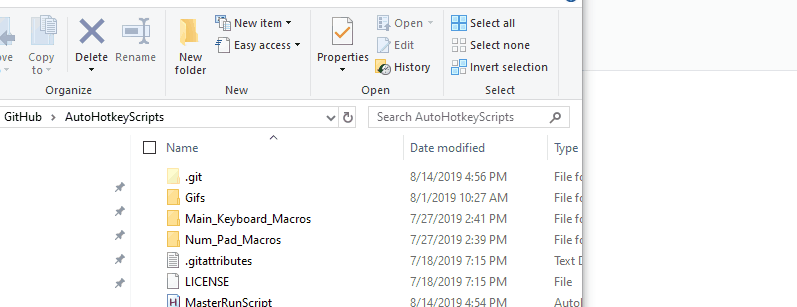 ove
to
Copy
to
Delete
Rename
New
folder
New item
Easy access
Properties
Open
Edit
History
Select all
Select none
Invert selection
Organize
New
Open
Select
GitHub > AutoHotkeyScripts
Search AutoHotkeyScripts
Name
Date modified
Type
.git 8/14/2019 4:56 PM File fo
Gifs 8/1/2019 10:27 AM File fo
Main_Keyboard_Macros 7/27/2019 2:41 PM File fo
Num_Pad_Macros 7/27/2019 2:39 PM File fo
.gitattributes 7/18/2019 7:15 PM Text D
LICENSE 7/18/2019 7:15 PM File
MasterRunScript 8/14/2019 4:54 PM AutoH